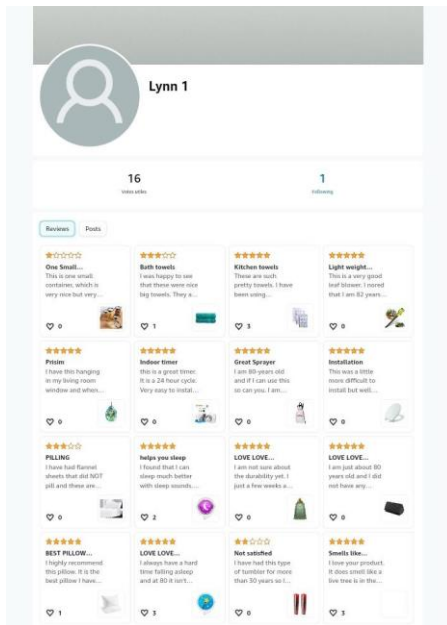 Lynn 1
16
1
Votes utiles
Following
Reviews
Posts
One Small...
This is one small
container, which is
very nice but very...
0
Bath towels
I was happy to see
that these were nice
big towels. They a...
1
Kitchen towels
These are such
pretty towels. I have
been using...
3
Light weight...
This is a very good
leaf blower. I nored
that I am 82 years...
0
Prisim
I have this hanging
in my living room
window and when...
0
Indoor timer
this is a great timer.
It is a 24 hour cycle.
Very easy to instal...
0
Great Sprayer
I am 80-years old
and if I can use this
so can you. I am...
0
Installation
This was a little
more difficult to
install but well...
0
PILLING
I have had flannel
sheets that did NOT
pill and these are...
0
helps you sleep
I found that I can
sleep much better
with sleep sounds...
2
LOVE LOVE...
I am not sure about
the durability yet. I
just a few weeks a...
0
LOVE LOVE...
I am just about 80
years old and I did
not have any...
0
BEST PILLOW...
I highly recommend
this pillow. It is the
best pillow I have...
1
LOVE LOVE...
I always have a hard
time falling asleep
and at 80 it isn't...
3
Not satisfied
I have had this type
of tumbler for more
than 30 years so I...
0
Smells like...
I love your product.
It does smell like a
live tree is in the...
3